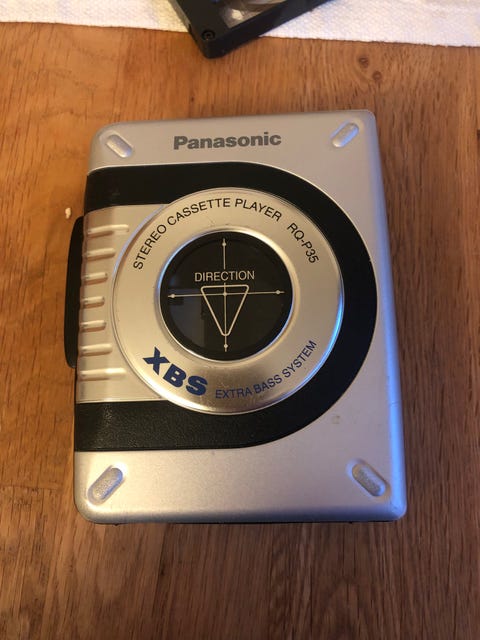 Panasonic
STEREO CASSETTE PLAYER RQ-P35
DIRECTION
XBS EXTRA BASS SYSTEM